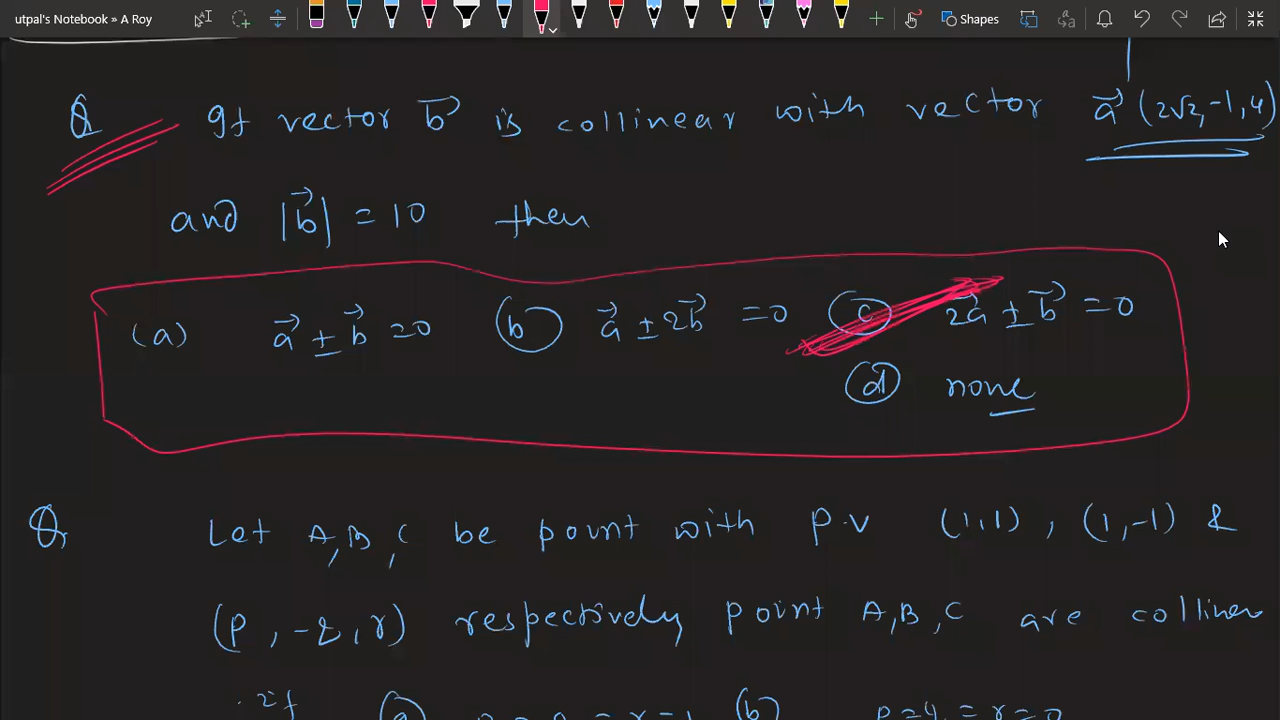 utpal's Notebook » A Roy
Shapes
Q If vector b⃗ is collinear with vector a⃗ (2√2, -1, 4)
and |b⃗| = 10 then
(a) a⃗ ± b⃗ =0 (b) a⃗ ±2b⃗ =0 (c) 2a⃗ ± b⃗ =0
(d) none
Q, Let A,B,C be point with p.v (1,1), (1,-1) &
(p, -q, r) respectively point A,B,C are collinear
if (a) (b)